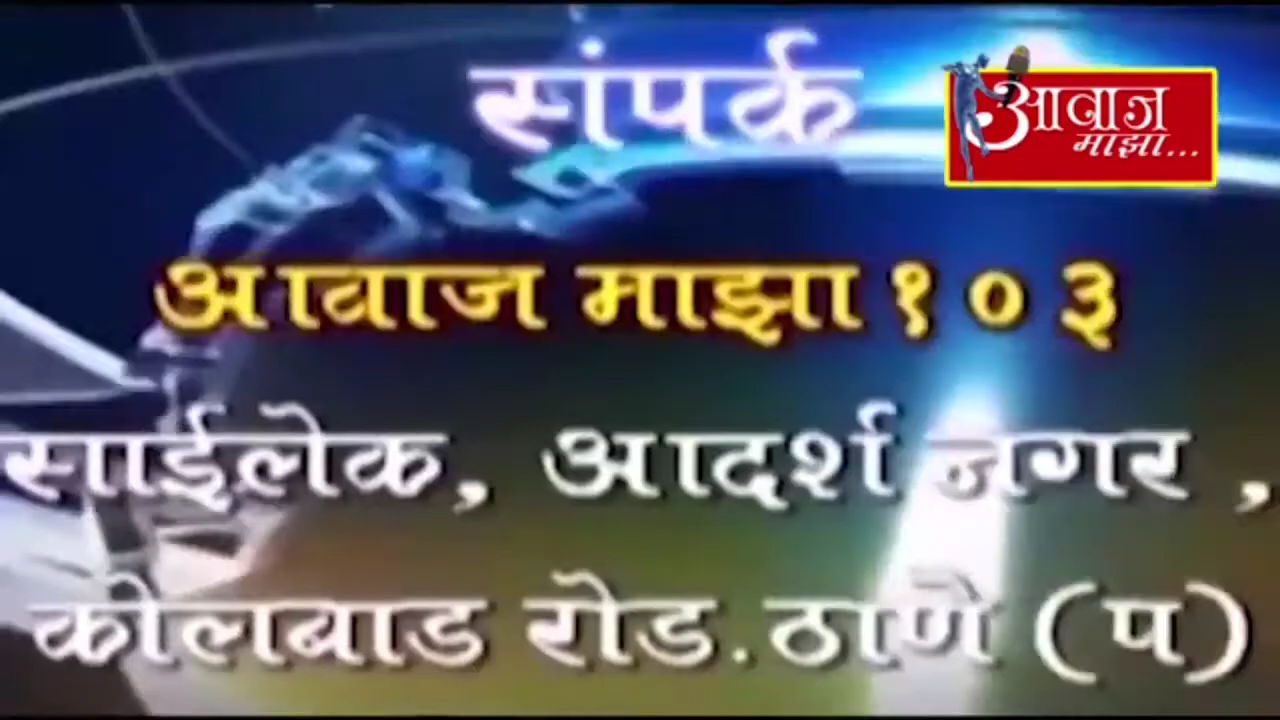 संपर्क
आवाज
माझा...
आवाज माझा १०३
साईलेक, आदर्श नगर ,
कोलबाड रोड.ठाणे (प)